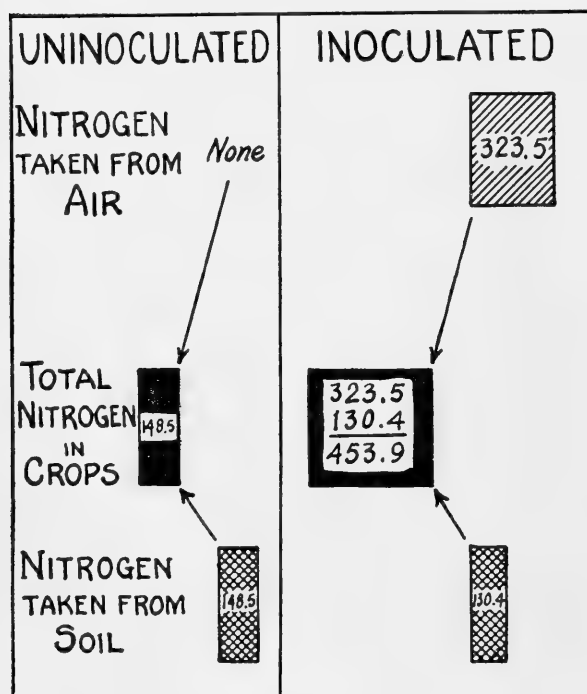 UNINOCULATED
INOCULATED
NITROGEN
TAKEN FROM
AIR
None
323.5
TOTAL
NITROGEN
IN
CROPS
148.5
323.5
130.4
453.9
NITROGEN
TAKEN FROM
SOIL
148.5
130.4